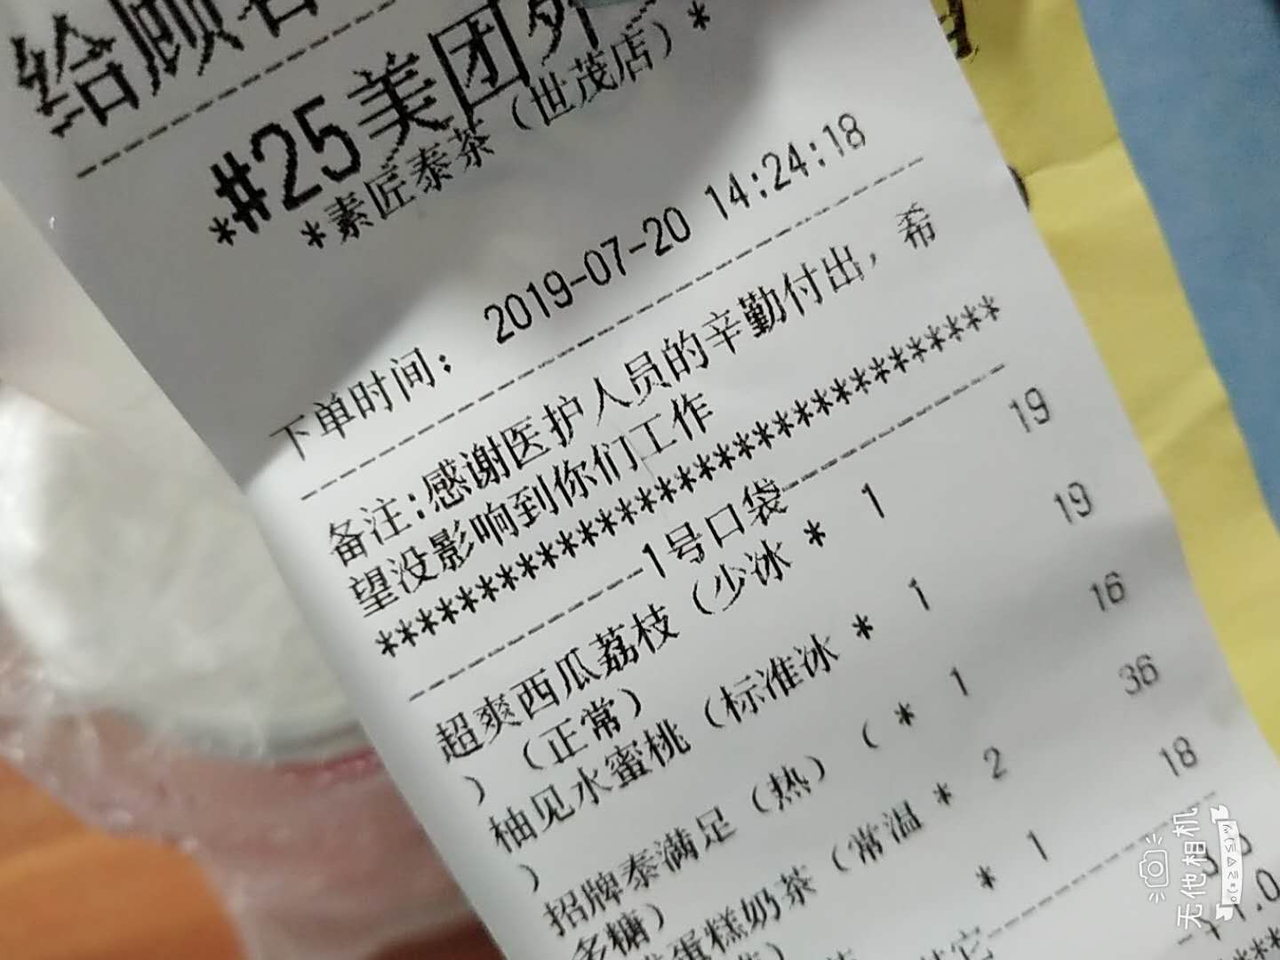 给顾客
*#25美团外
*素匠泰茶（世茂店）*
下单时间： 2019-07-20 14:24:18
备注:感谢医护人员的辛勤付出，希
望没影响到你们工作
************************************
1号口袋
超爽西瓜荔枝（少冰 * 1 19
）（正常）
柚见水蜜桃（标准冰 * 1 19
）
招牌泰满足（热）（ * 1 16
多糖）
蛋糕奶茶（常温 * 2 36
* 1 18
其它
无他相机